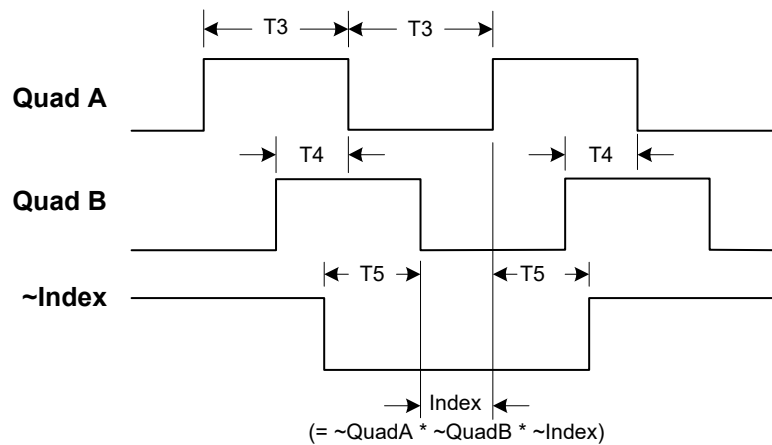 T3 T3
Quad A
T4 T4
Quad B
T5 T5
~Index
Index
(= ~QuadA * ~QuadB * ~Index)